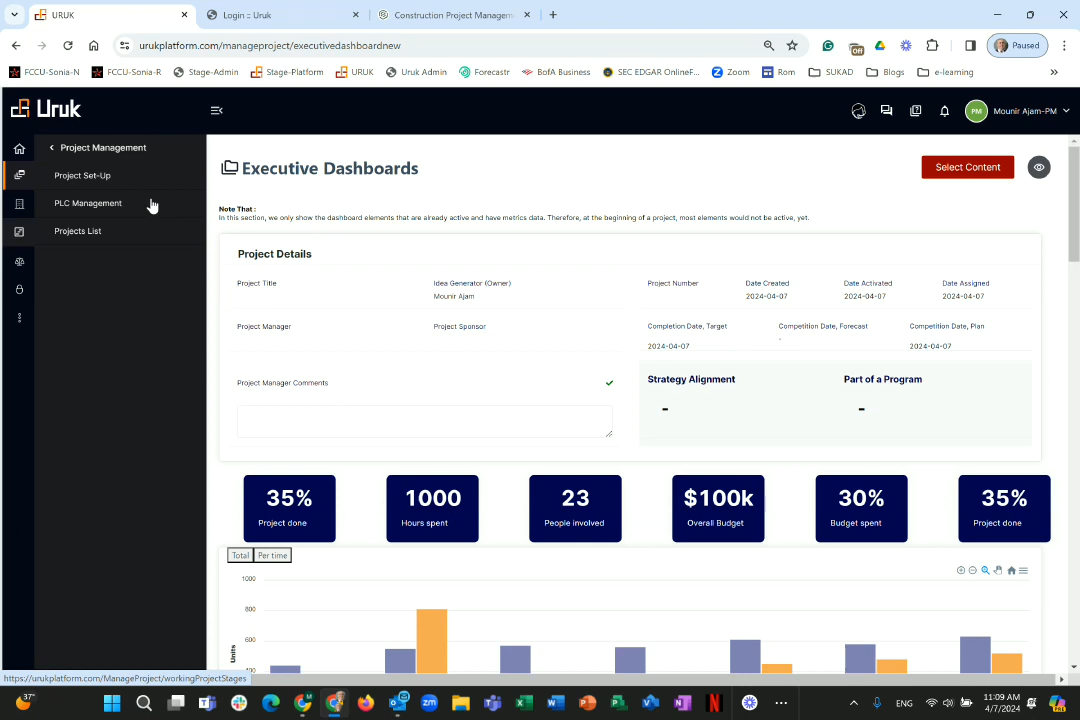 URUK
Login :: Uruk
Construction Project Managem
urukplatform.com/manageproject/executivedashboardnew
Off
Paused
FCCU-Sonia-N
FCCU-Sonia-R
Stage-Admin
Stage-Platform
URUK
Uruk Admin
Forecastr
BofA Business
SEC EDGAR OnlineF...
Zoom
Rom
SUKAD
Blogs
e-learning
Uruk
PM
Mounir Ajam-PM
Project Management
Project Set-Up
PLC Management
Projects List
Executive Dashboards
Select Content
Note That :
In this section, we only show the dashboard elements that are already active and have metrics data. Therefore, at the beginning of a project, most elements would not be active, yet.
Project Details
Project Title
Idea Generator (Owner)
Mounir Ajam
Project Number
Date Created
2024-04-07
Date Activated
2024-04-07
Date Assigned
2024-04-07
Project Manager
Project Sponsor
Completion Date, Target
2024-04-07
Competition Date, Forecast
-
Competition Date, Plan
2024-04-07
Project Manager Comments
Strategy Alignment
-
Part of a Program
-
35%
Project done
1000
Hours spent
23
People involved
$100k
Overall Budget
30%
Budget spent
35%
Project done
Total
Per time
1000
800
600
400
Units
https://urukplatform.com/ManageProject/workingProjectStages
37°
ENG
11:09 AM
4/7/2024